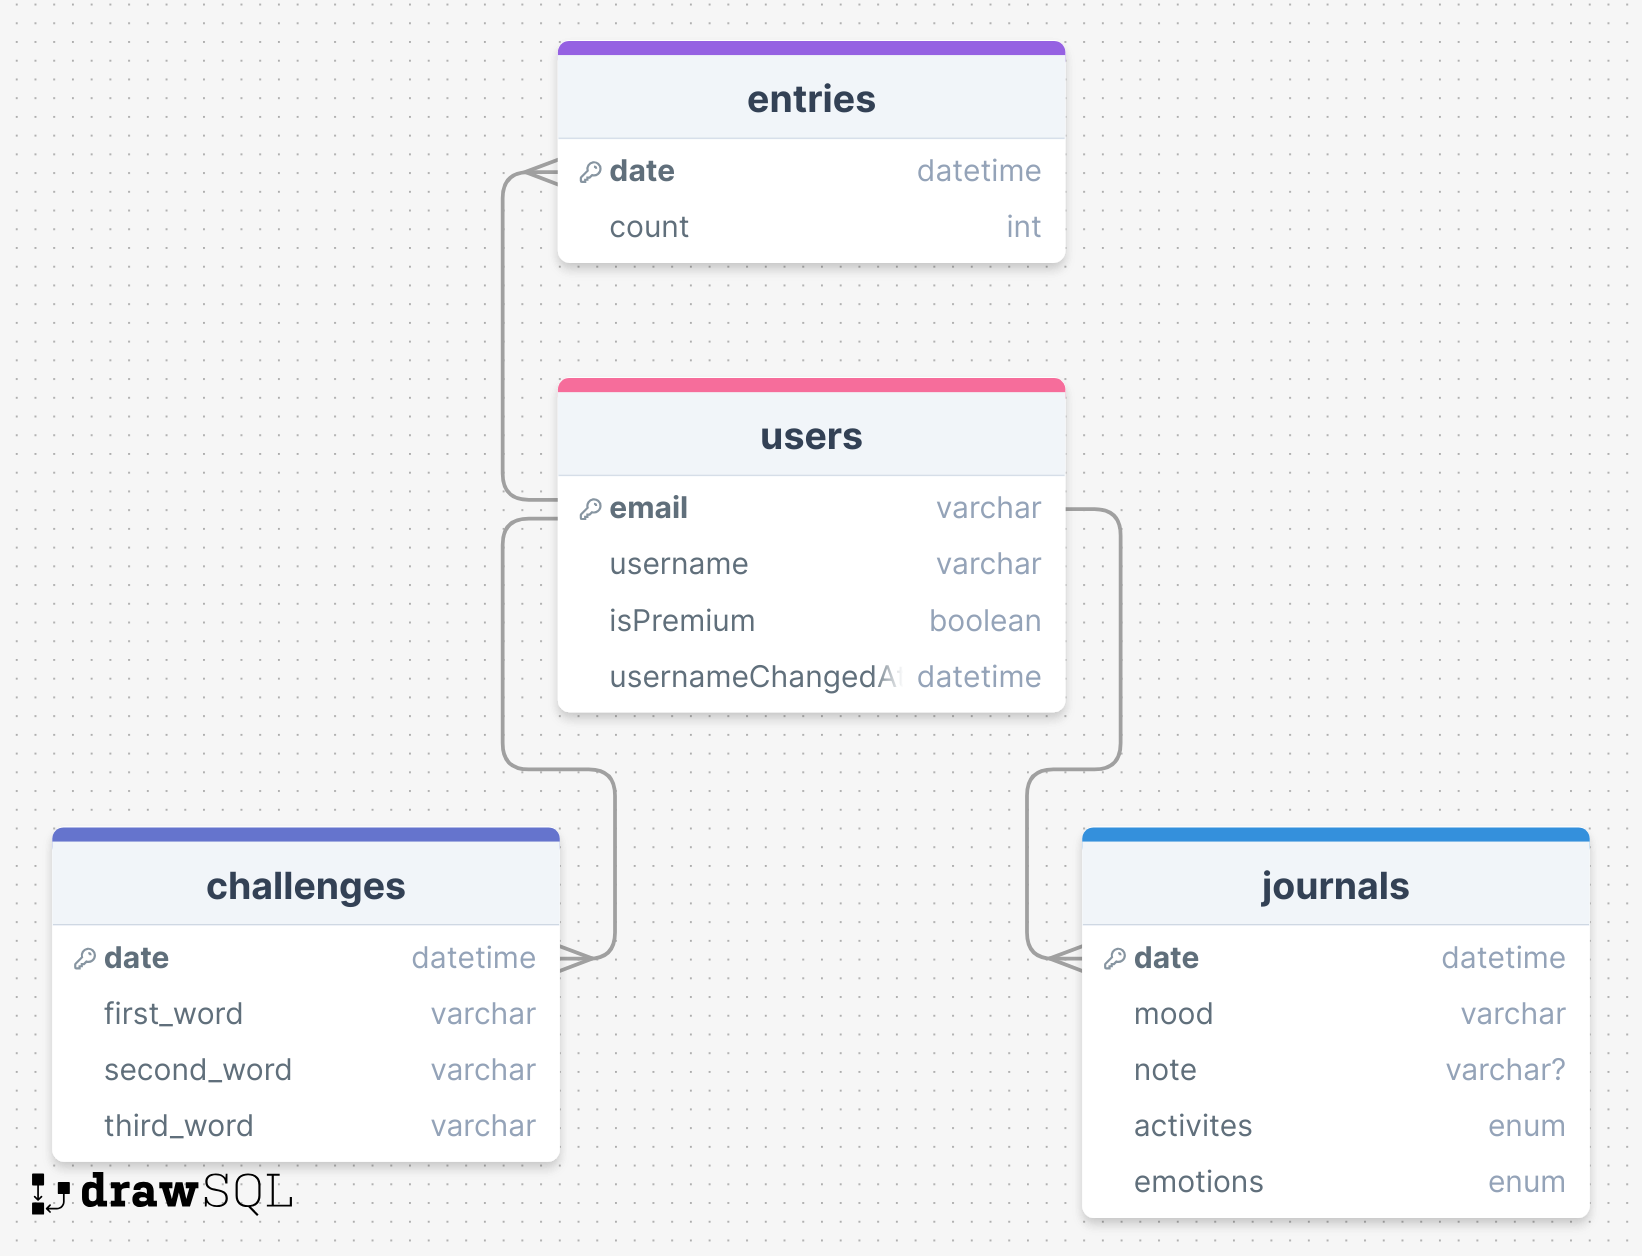 entries
date datetime
count int
users
email varchar
username varchar
isPremium boolean
usernameChangedAt datetime
challenges
date datetime
first_word varchar
second_word varchar
third_word varchar
journals
date datetime
mood varchar
note varchar?
activites enum
emotions enum
drawSQL